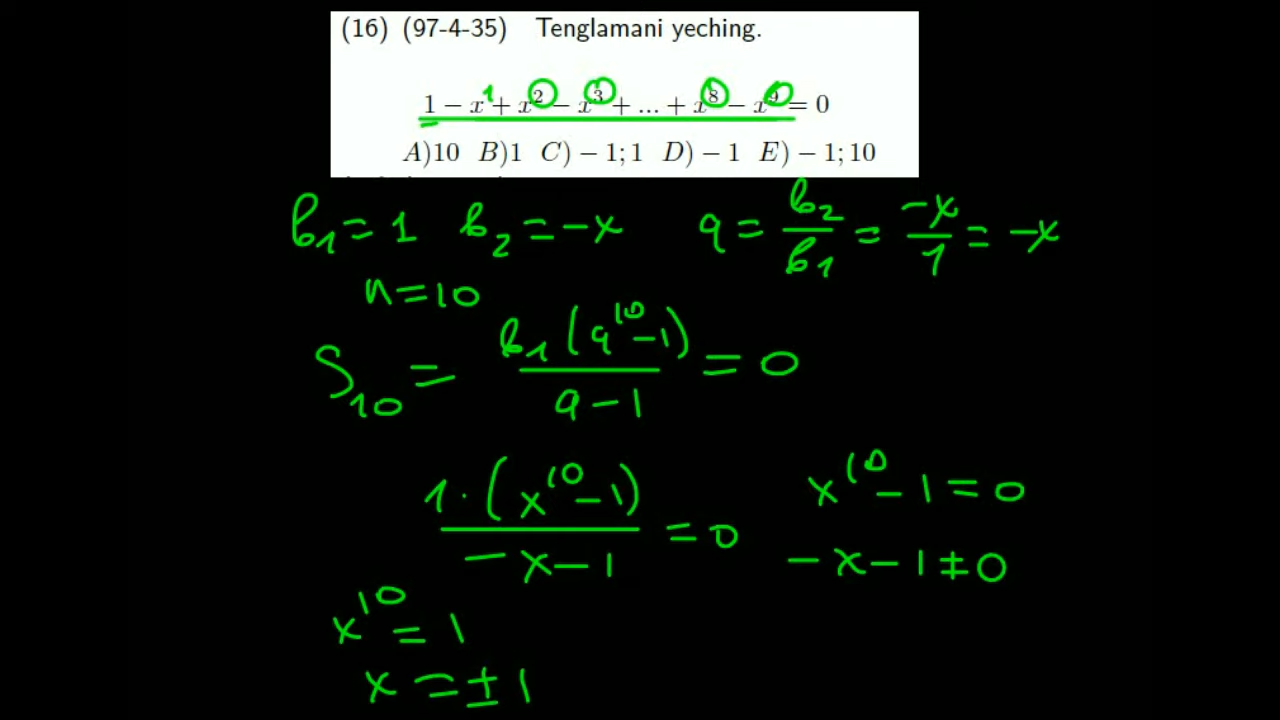 (16) (97-4-35) Tenglamani yeching.
1 − x¹ + x² − x³ + ... + x⁸ − x⁹ = 0
A)10 B)1 C) − 1; 1 D) − 1 E) − 1; 10
b₁ = 1 b₂ = −x q = b₂/b₁ = −x/1 = −x
n = 10
S₁₀ = b₁(q¹⁰ − 1)/(q − 1) = 0
1 · (x¹⁰ − 1)/(−x − 1) = 0
x¹⁰ − 1 = 0
−x − 1 ≠ 0
x¹⁰ = 1
x = ±1